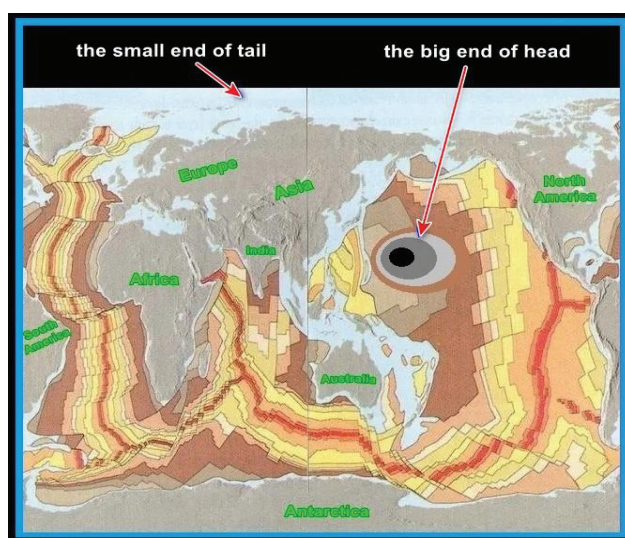 the small end of tail
the big end of head
Europe
Asia
North
America
India
Africa
South
America
Australia
Antarctica